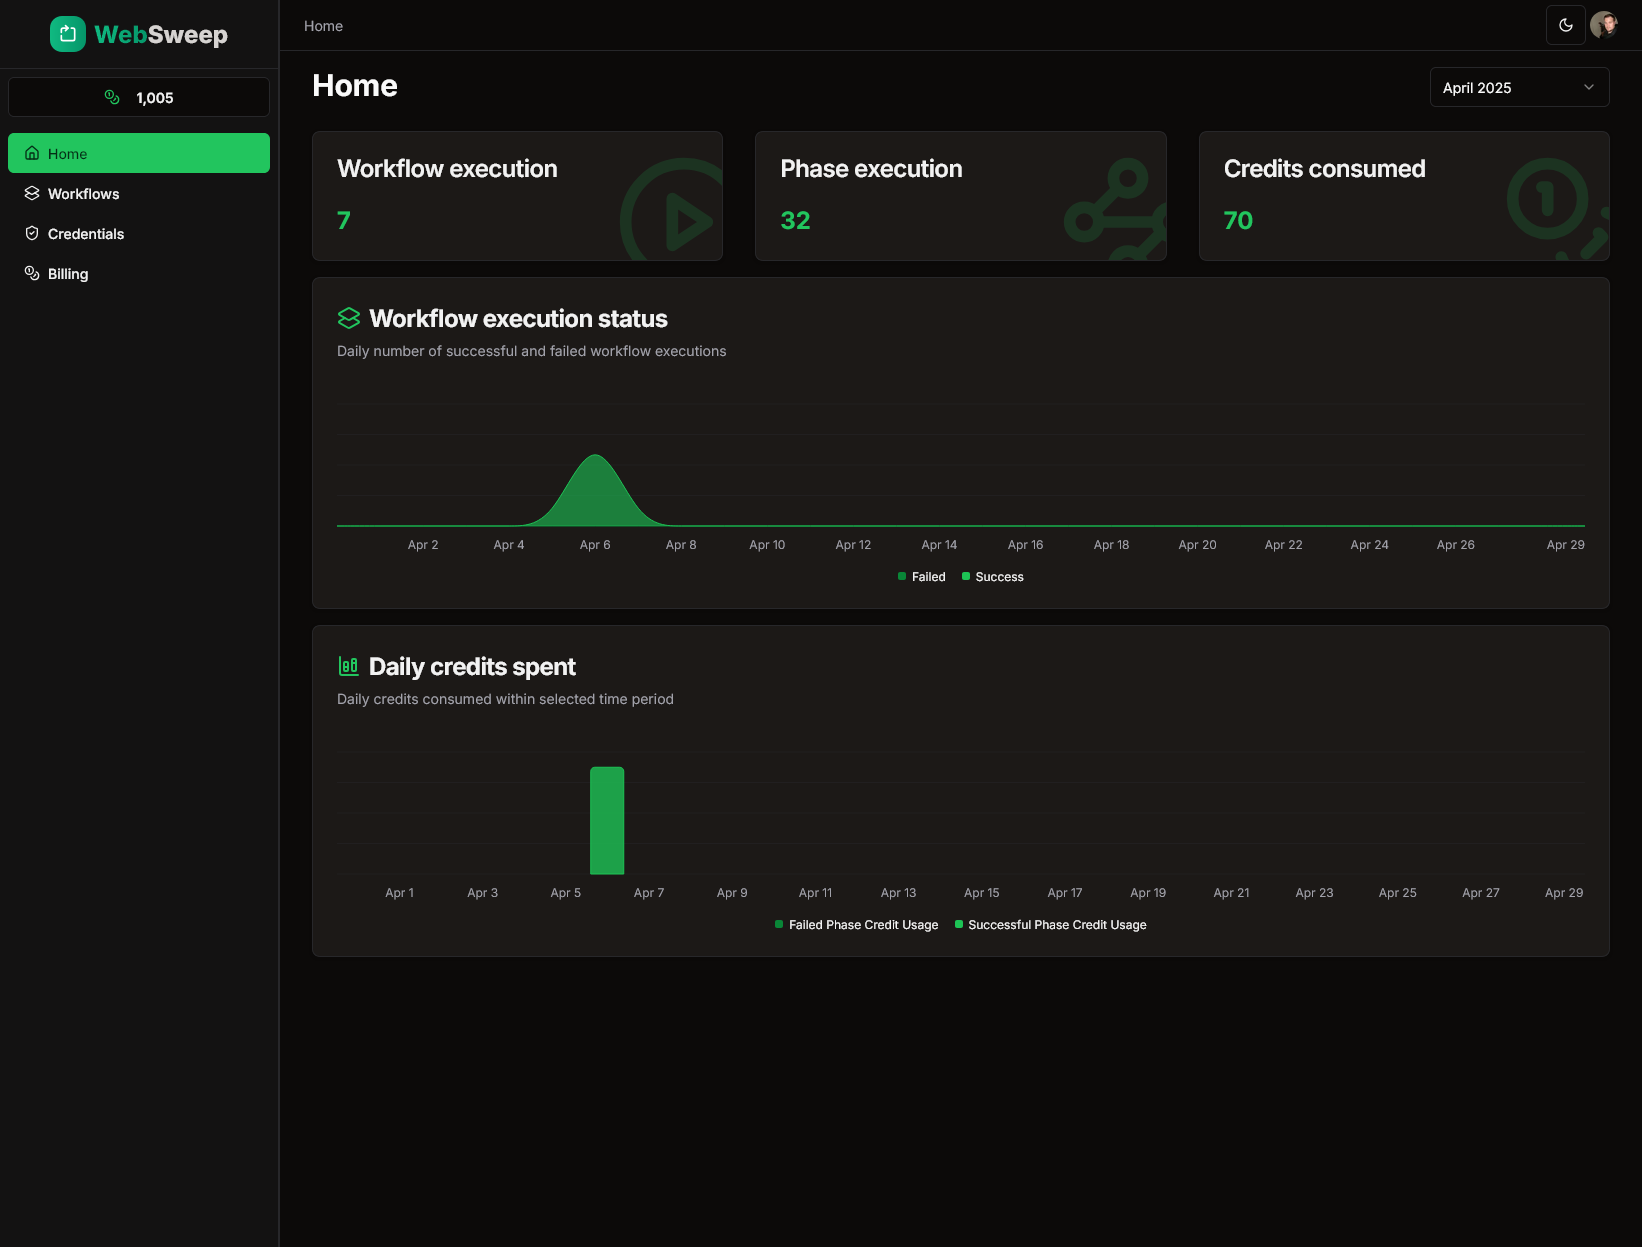 WebSweep
1,005
Home
Workflows
Credentials
Billing
Home
Home
April 2025
Workflow execution
7
Phase execution
32
Credits consumed
70
Workflow execution status
Daily number of successful and failed workflow executions
Apr 2 Apr 4 Apr 6 Apr 8 Apr 10 Apr 12 Apr 14 Apr 16 Apr 18 Apr 20 Apr 22 Apr 24 Apr 26 Apr 29
Failed Success
Daily credits spent
Daily credits consumed within selected time period
Apr 1 Apr 3 Apr 5 Apr 7 Apr 9 Apr 11 Apr 13 Apr 15 Apr 17 Apr 19 Apr 21 Apr 23 Apr 25 Apr 27 Apr 29
Failed Phase Credit Usage Successful Phase Credit Usage